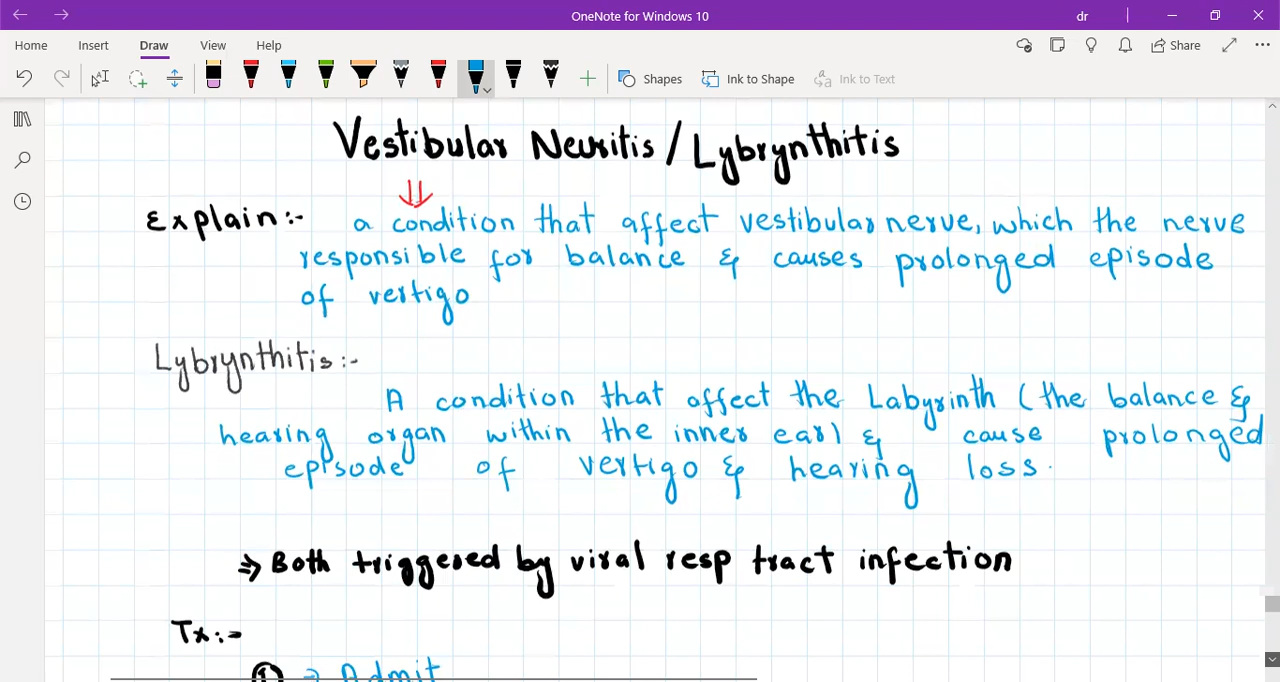 OneNote for Windows 10
dr
Home Insert Draw View Help
Share
Shapes Ink to Shape Ink to Text
Vestibular Neuritis / Lybrynthitis
Explain:- a condition that affect vestibular nerve, which the nerve
responsible for balance & causes prolonged episode
of vertigo
Lybrynthitis:-
A condition that affect the Labyrinth (the balance &
hearing organ within the inner ear) & cause prolonged
episode of vertigo & hearing loss.
⇒ Both triggered by viral resp tract infection
Tx:-
① → Admit